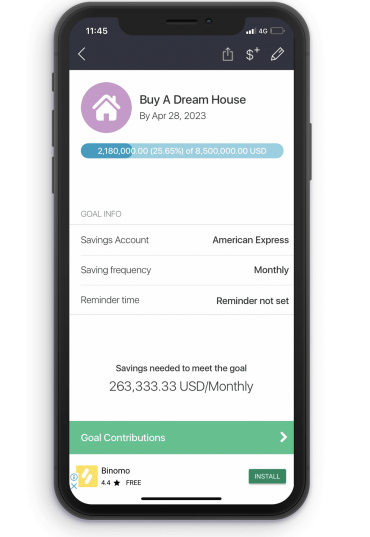 11:45
4G
$+
Buy A Dream House
By Apr 28, 2023
2,180,000.00 (25.65%) of 8,500,000.00 USD
GOAL INFO
Savings Account American Express
Saving frequency Monthly
Reminder time Reminder not set
Savings needed to meet the goal
263,333.33 USD/Monthly
Goal Contributions
Binomo
4.4 ★ FREE
INSTALL